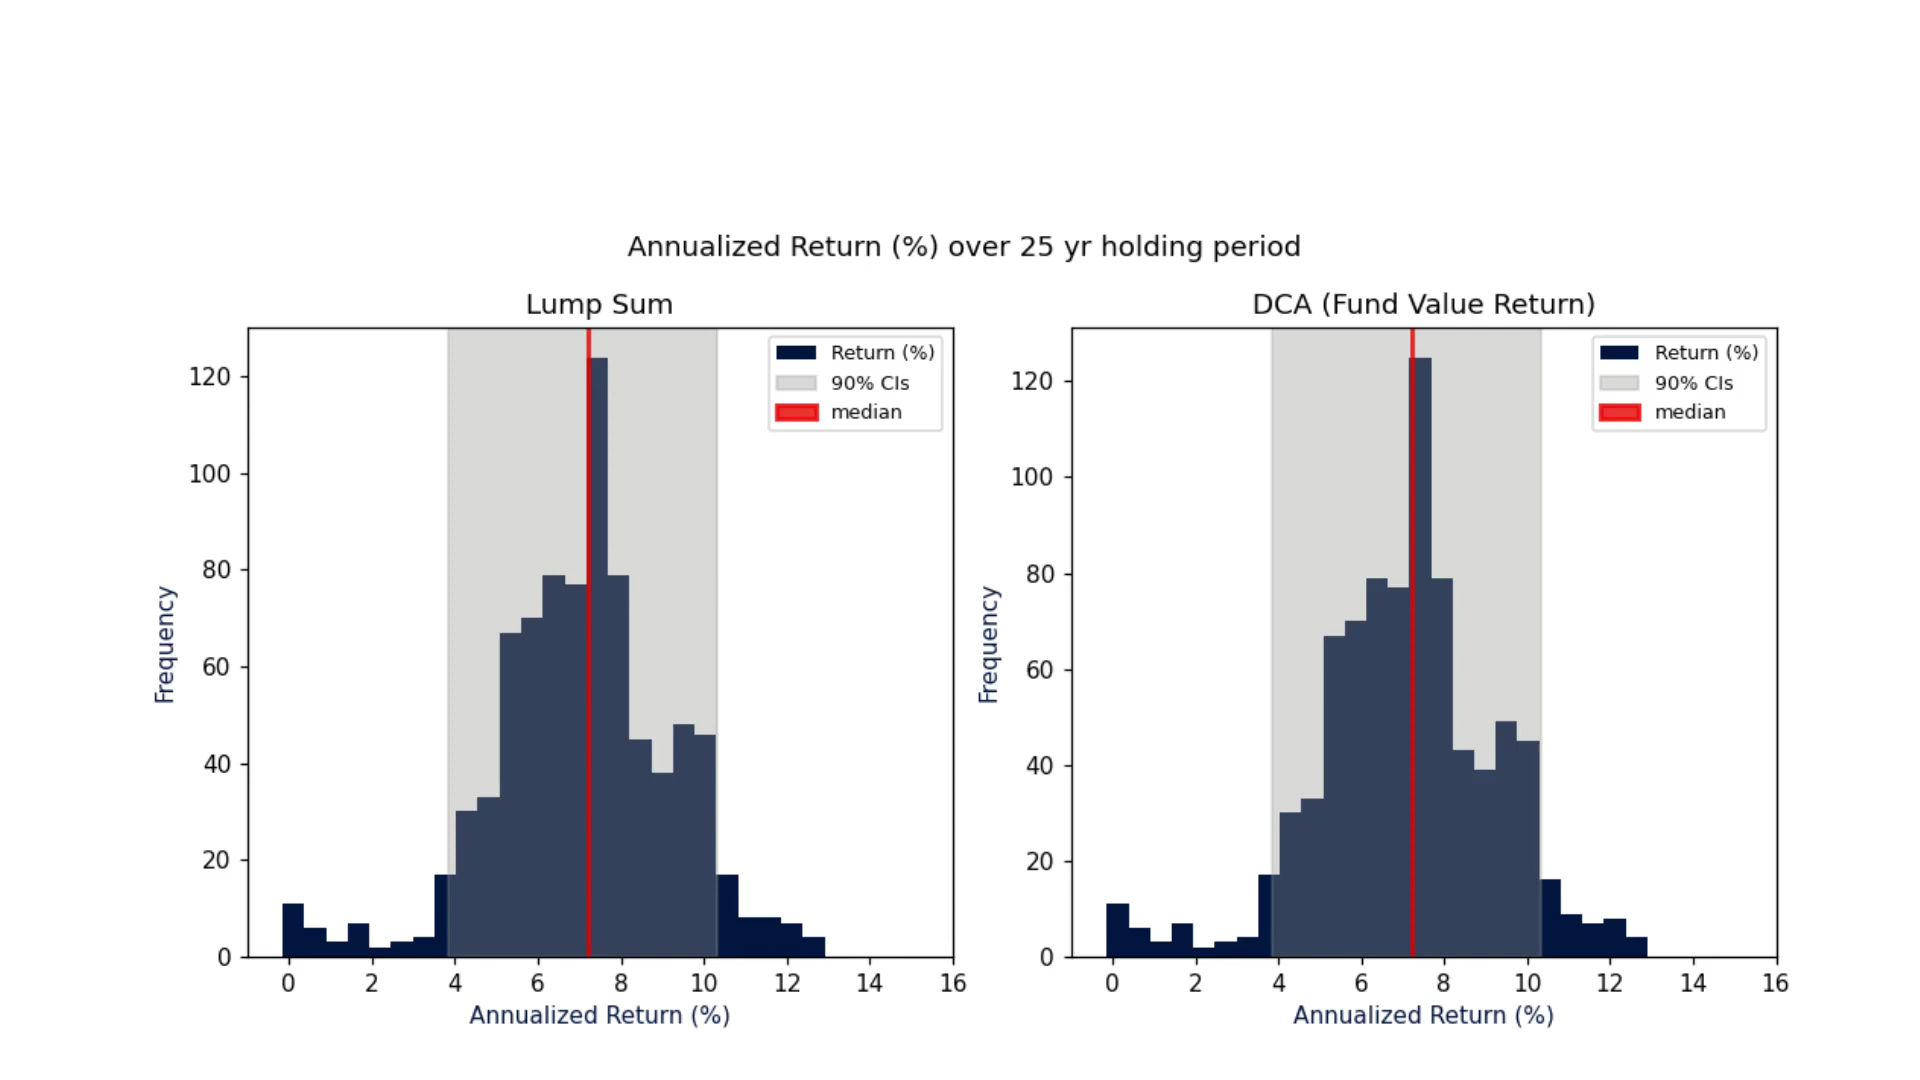 Annualized Return (%) over 25 yr holding period
Lump Sum
Return (%)
90% CIs
median
120
100
80
60
40
20
0
Frequency
0 2 4 6 8 10 12 14 16
Annualized Return (%)
DCA (Fund Value Return)
Return (%)
90% CIs
median
120
100
80
60
40
20
0
Frequency
0 2 4 6 8 10 12 14 16
Annualized Return (%)